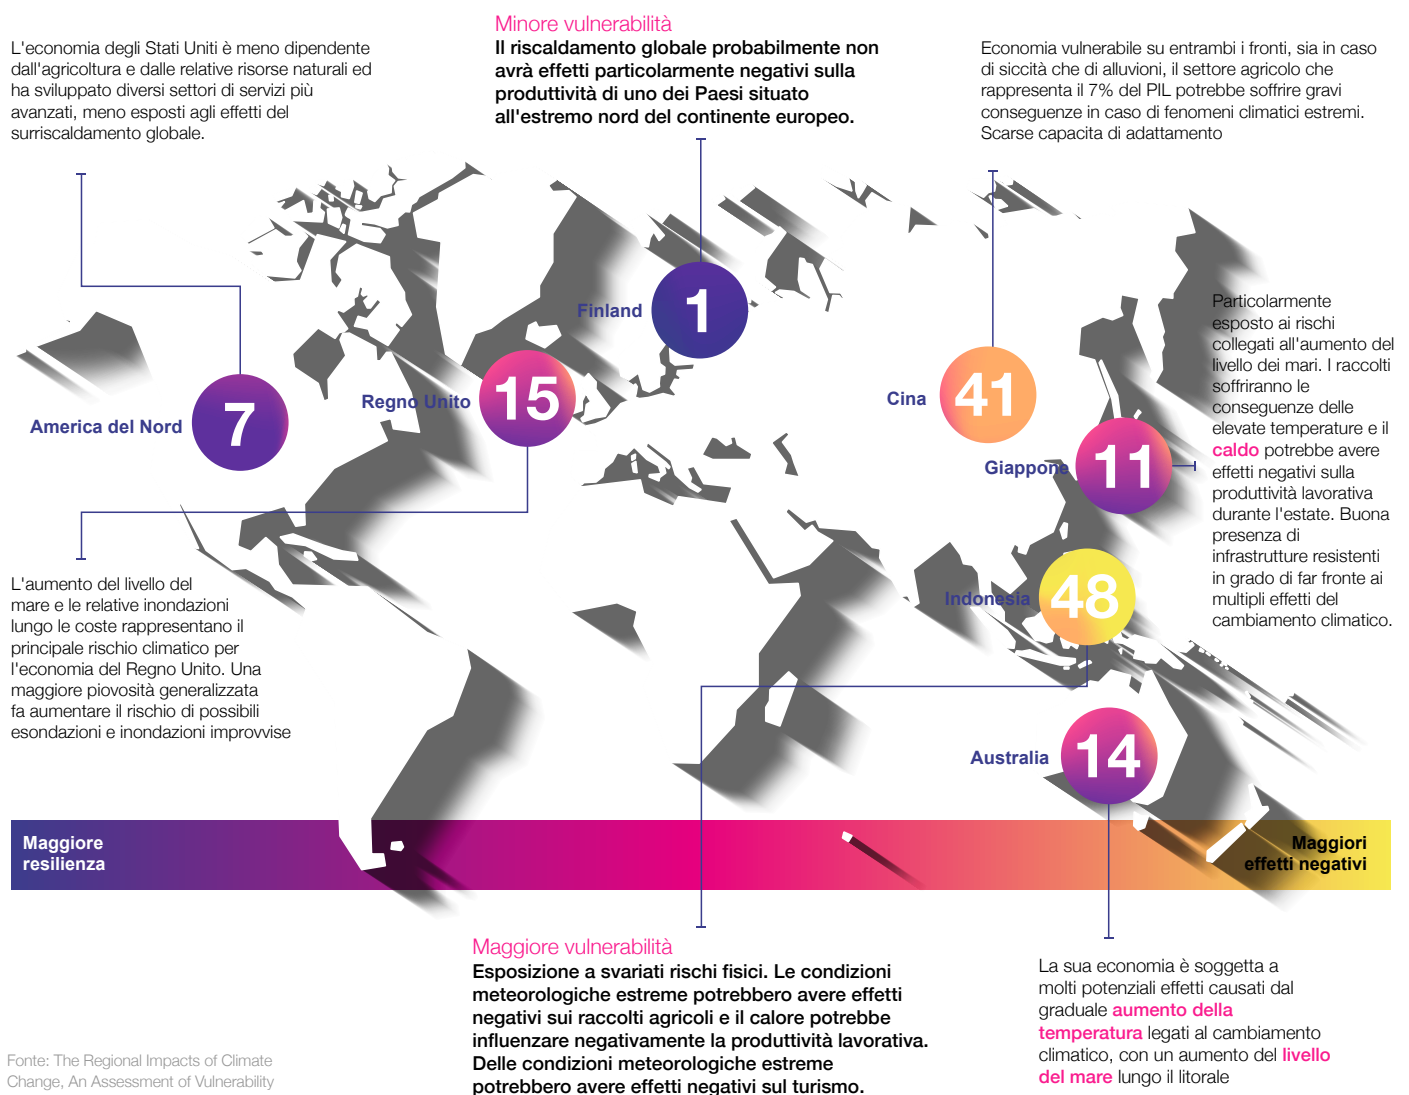 L'economia degli Stati Uniti è meno dipendente
dall'agricoltura e dalle relative risorse naturali ed
ha sviluppato diversi settori di servizi più
avanzati, meno esposti agli effetti del
surriscaldamento globale.
Minore vulnerabilità
Il riscaldamento globale probabilmente non
avrà effetti particolarmente negativi sulla
produttività di uno dei Paesi situato
all'estremo nord del continente europeo.
Economia vulnerabile su entrambi i fronti, sia in caso
di siccità che di alluvioni, il settore agricolo che
rappresenta il 7% del PIL potrebbe soffrire gravi
conseguenze in caso di fenomeni climatici estremi.
Scarse capacita di adattamento
Finland
1
America del Nord
7
Regno Unito
15
Cina
41
Giappone
11
Particolarmente
esposto ai rischi
collegati all'aumento del
livello dei mari. I raccolti
soffriranno le
conseguenze delle
elevate temperature e il
caldo potrebbe avere
effetti negativi sulla
produttività lavorativa
durante l'estate. Buona
presenza di
infrastrutture resistenti
in grado di far fronte ai
multipli effetti del
cambiamento climatico.
Indonesia
48
L'aumento del livello del
mare e le relative inondazioni
lungo le coste rappresentano il
principale rischio climatico per
l'economia del Regno Unito. Una
maggiore piovosità generalizzata
fa aumentare il rischio di possibili
esondazioni e inondazioni improvvise
Australia
14
Maggiore
resilienza
Maggiori
effetti negativi
Maggiore vulnerabilità
Esposizione a svariati rischi fisici. Le condizioni
meteorologiche estreme potrebbero avere effetti
negativi sui raccolti agricoli e il calore potrebbe
influenzare negativamente la produttività lavorativa.
Delle condizioni meteorologiche estreme
potrebbero avere effetti negativi sul turismo.
La sua economia è soggetta a
molti potenziali effetti causati dal
graduale aumento della
temperatura legati al cambiamento
climatico, con un aumento del livello
del mare lungo il litorale
Fonte: The Regional Impacts of Climate
Change, An Assessment of Vulnerability